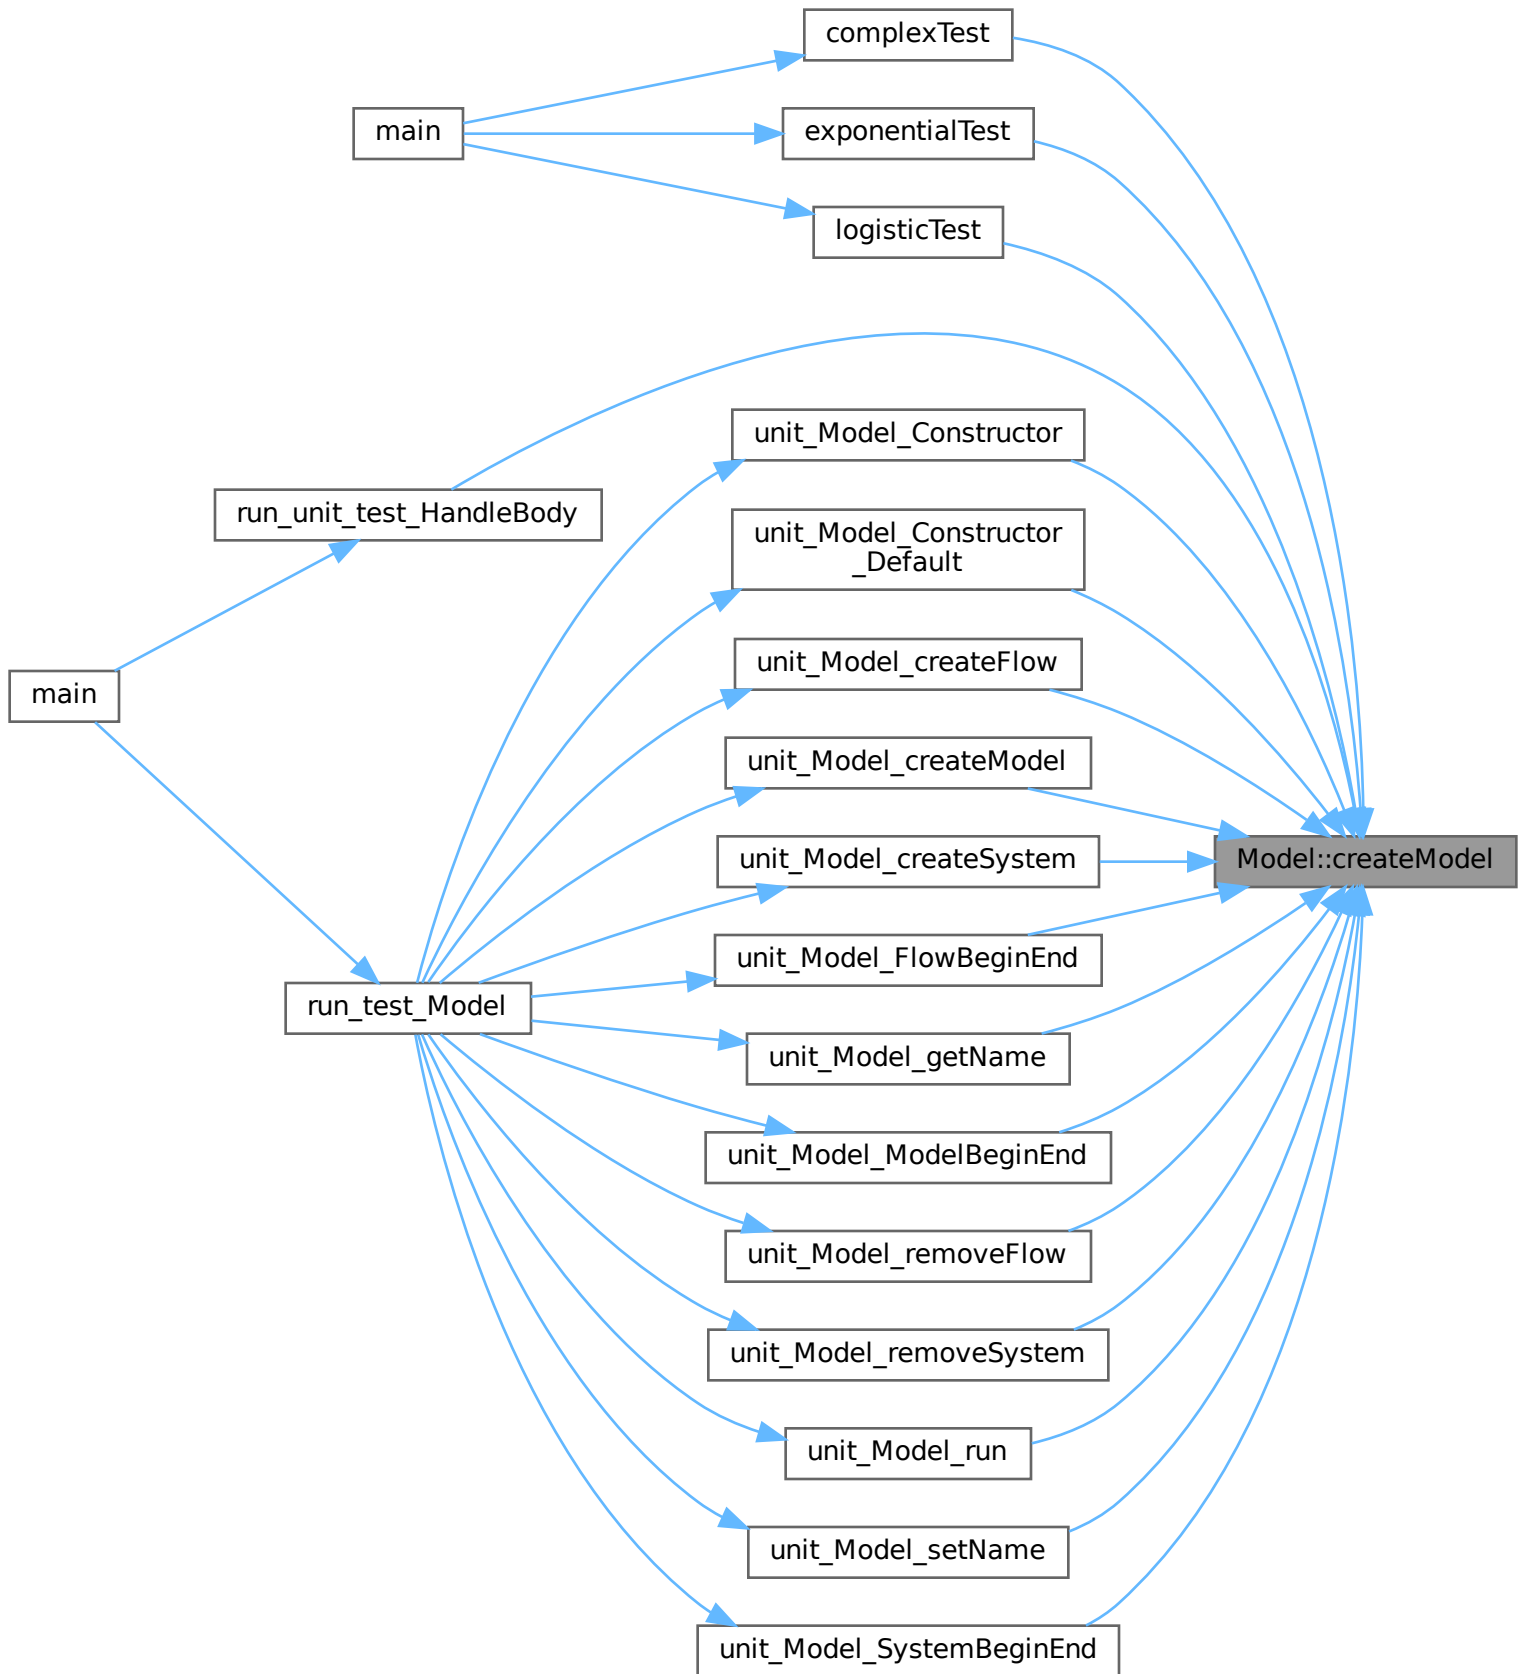 complexTest
main
exponentialTest
logisticTest
unit_Model_Constructor
run_unit_test_HandleBody
unit_Model_Constructor
_Default
unit_Model_createFlow
main
unit_Model_createModel
unit_Model_createSystem
Model::createModel
unit_Model_FlowBeginEnd
run_test_Model
unit_Model_getName
unit_Model_ModelBeginEnd
unit_Model_removeFlow
unit_Model_removeSystem
unit_Model_run
unit_Model_setName
unit_Model_SystemBeginEnd